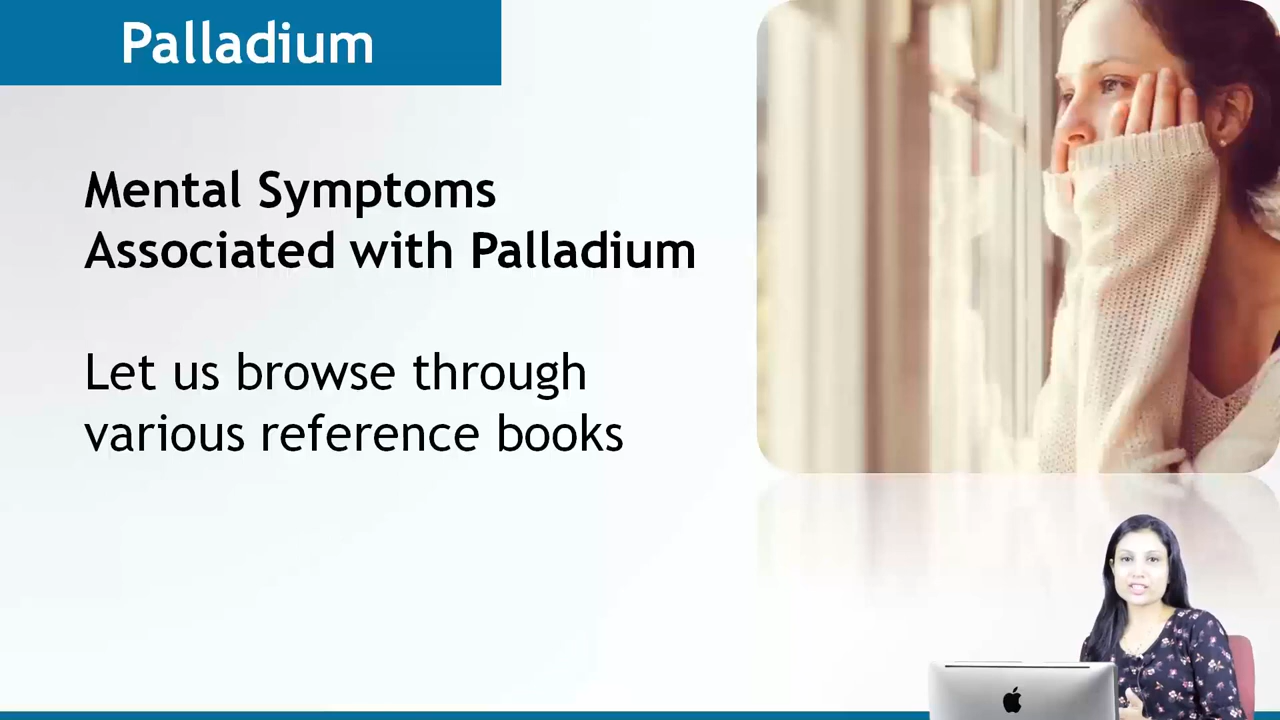 Palladium
Mental Symptoms
Associated with Palladium
Let us browse through
various reference books